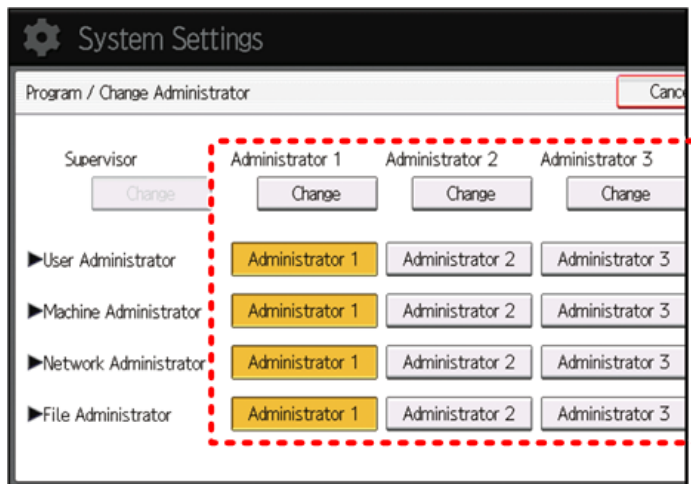 System Settings
Program / Change Administrator
Canc
Supervisor Administrator 1 Administrator 2 Administrator 3
Change Change Change Change
▶User Administrator Administrator 1 Administrator 2 Administrator 3
▶Machine Administrator Administrator 1 Administrator 2 Administrator 3
▶Network Administrator Administrator 1 Administrator 2 Administrator 3
▶File Administrator Administrator 1 Administrator 2 Administrator 3